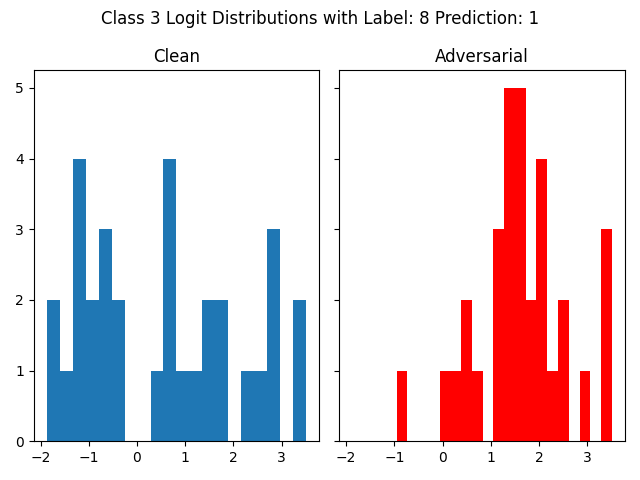 Class 3 Logit Distributions with Label: 8 Prediction: 1
Clean
Adversarial
5
4
3
2
1
0
−2 −1 0 1 2 3
−2 −1 0 1 2 3